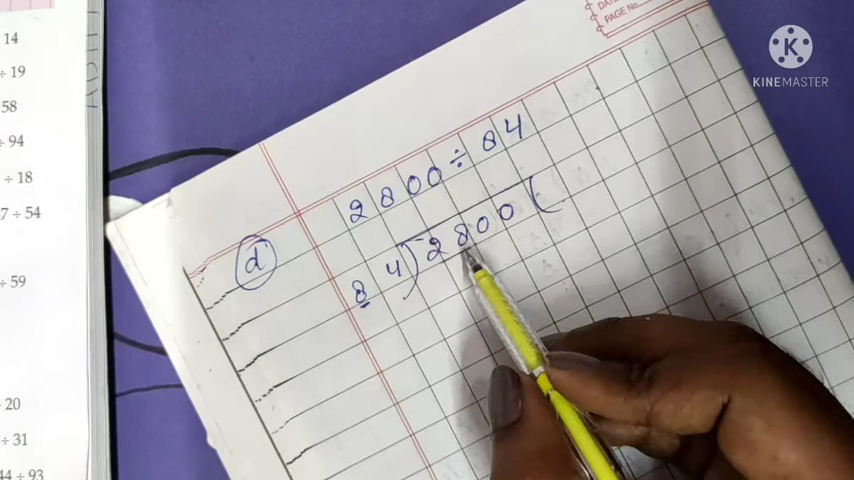 14
÷ 19
58
÷ 94
÷ 18
7 ÷ 54
÷ 59
20
÷ 31
44 ÷ 93
PAGE No.
KINEMASTER
2800 ÷ 84
d
84)2800(